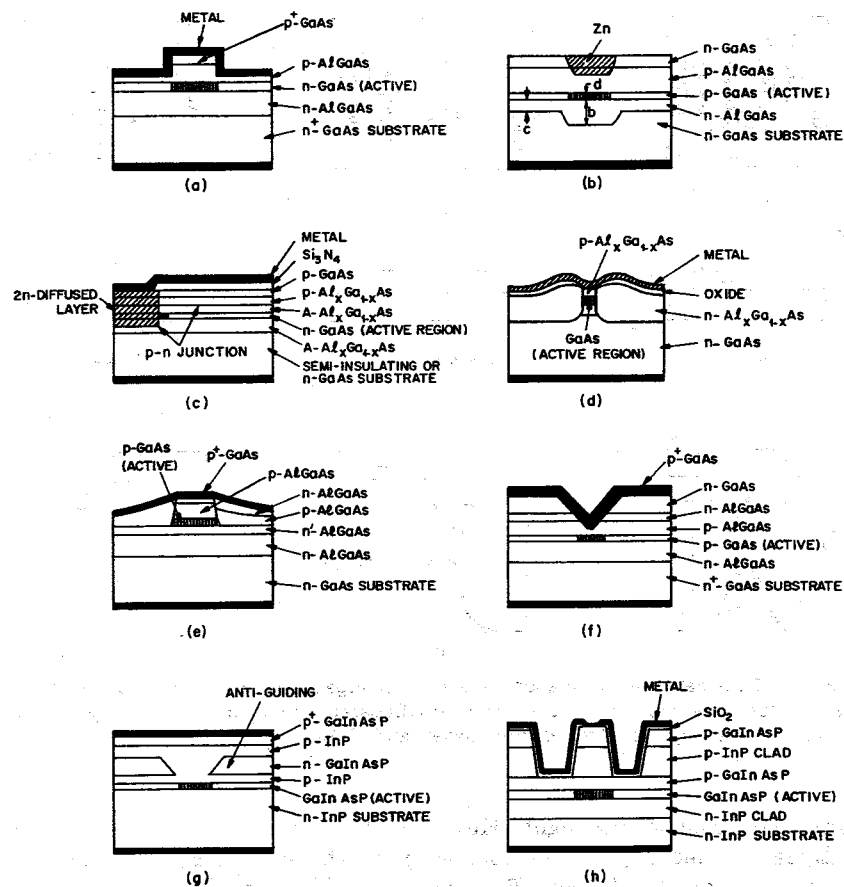 METAL
p⁺GaAs
p-AlGaAs
n-GaAs (ACTIVE)
n-AlGaAs
n⁺GaAs SUBSTRATE
(a)
Zn
n-GaAs
p-AlGaAs
p-GaAs (ACTIVE)
n-AlGaAs
n-GaAs SUBSTRATE
d
b
c
(b)
METAL
Si₃N₄
p-GaAs
p-AlₓGa₁₋ₓAs
A-AlₓGa₁₋ₓAs
n-GaAs (ACTIVE REGION)
A-AlₓGa₁₋ₓAs
SEMI-INSULATING OR
n-GaAs SUBSTRATE
2n-DIFFUSED
LAYER
p-n JUNCTION
(c)
p-AlₓGa₁₋ₓAs
METAL
OXIDE
n-AlₓGa₁₋ₓAs
n-GaAs
GaAs
(ACTIVE REGION)
(d)
p-GaAs
(ACTIVE)
p⁺-GaAs
p-AlGaAs
n-AlGaAs
p-AlGaAs
n'-AlGaAs
n-AlGaAs
n-GaAs SUBSTRATE
(e)
p⁺-GaAs
n-GaAs
n-AlGaAs
p-AlGaAs
p-GaAs (ACTIVE)
n-AlGaAs
n⁺-GaAs SUBSTRATE
(f)
ANTI-GUIDING
p⁺-GaInAsP
p-InP
n-GaInAsP
p-InP
GaInAsP (ACTIVE)
n-InP SUBSTRATE
(g)
METAL
SiO₂
p-GaInAsP
p-InP CLAD
p-GaInAsP
GaInAsP (ACTIVE)
n-InP CLAD
n-InP SUBSTRATE
(h)